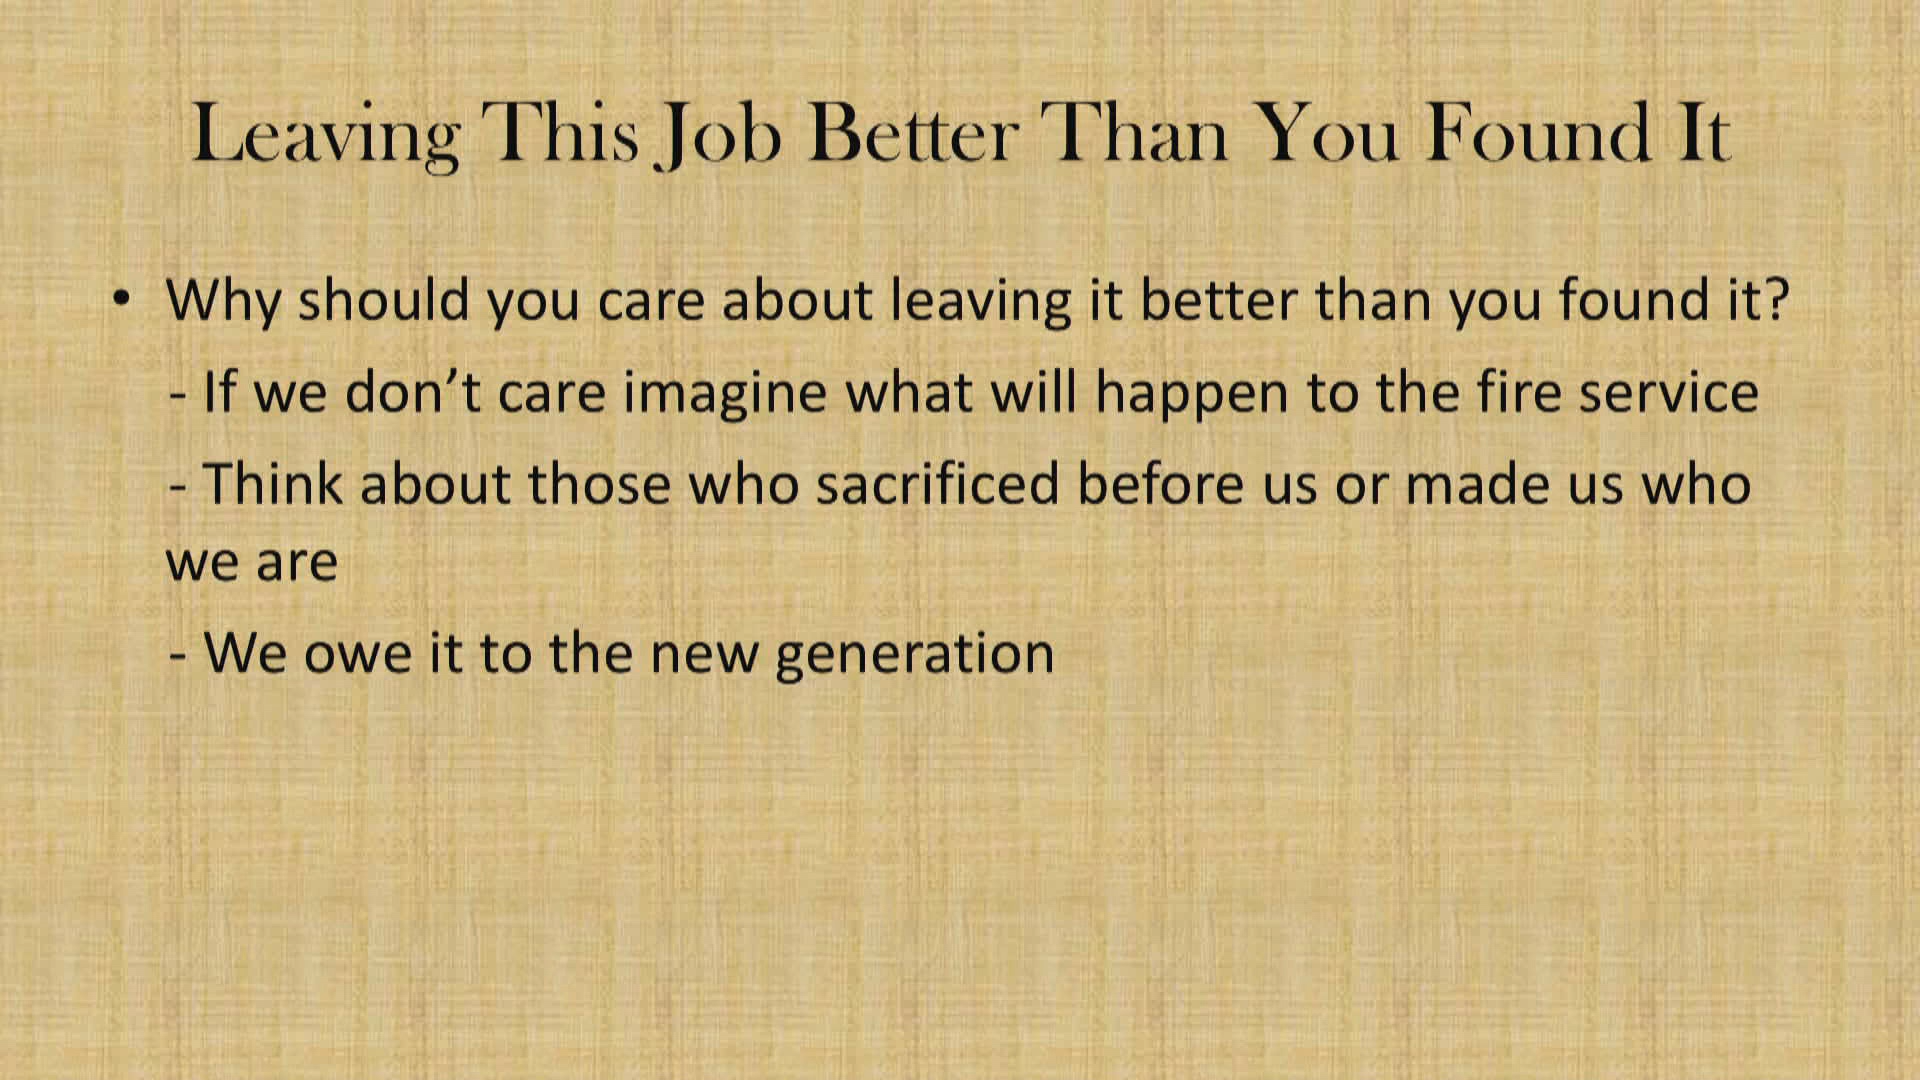 Leaving This Job Better Than You Found It
• Why should you care about leaving it better than you found it?
- If we don’t care imagine what will happen to the fire service
- Think about those who sacrificed before us or made us who
we are
- We owe it to the new generation